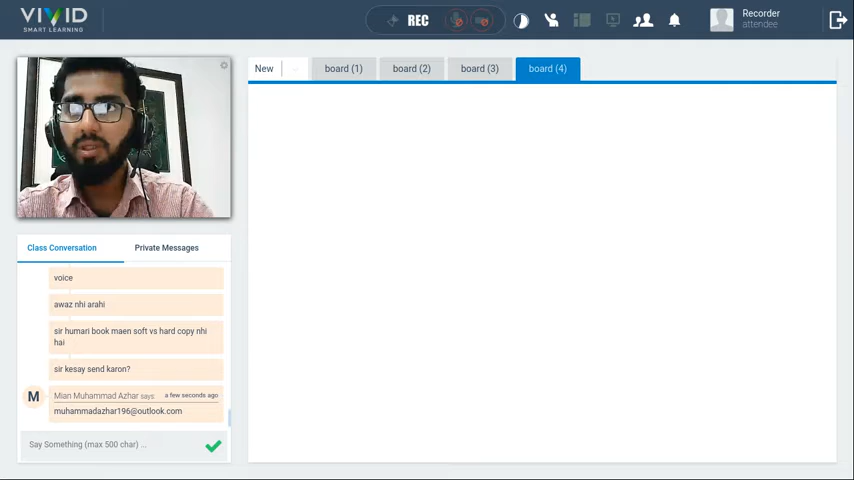 VIVID
SMART LEARNING
REC
Recorder
attendee
New
board (1)
board (2)
board (3)
board (4)
Class Conversation
Private Messages
voice
awaz nhi arahi
sir humari book maen soft vs hard copy nhi
hai
sir kesay send karon?
M
Mian Muhammad Azhar says:
a few seconds ago
muhammadazhar196@outlook.com
Say Something (max 500 char) ...